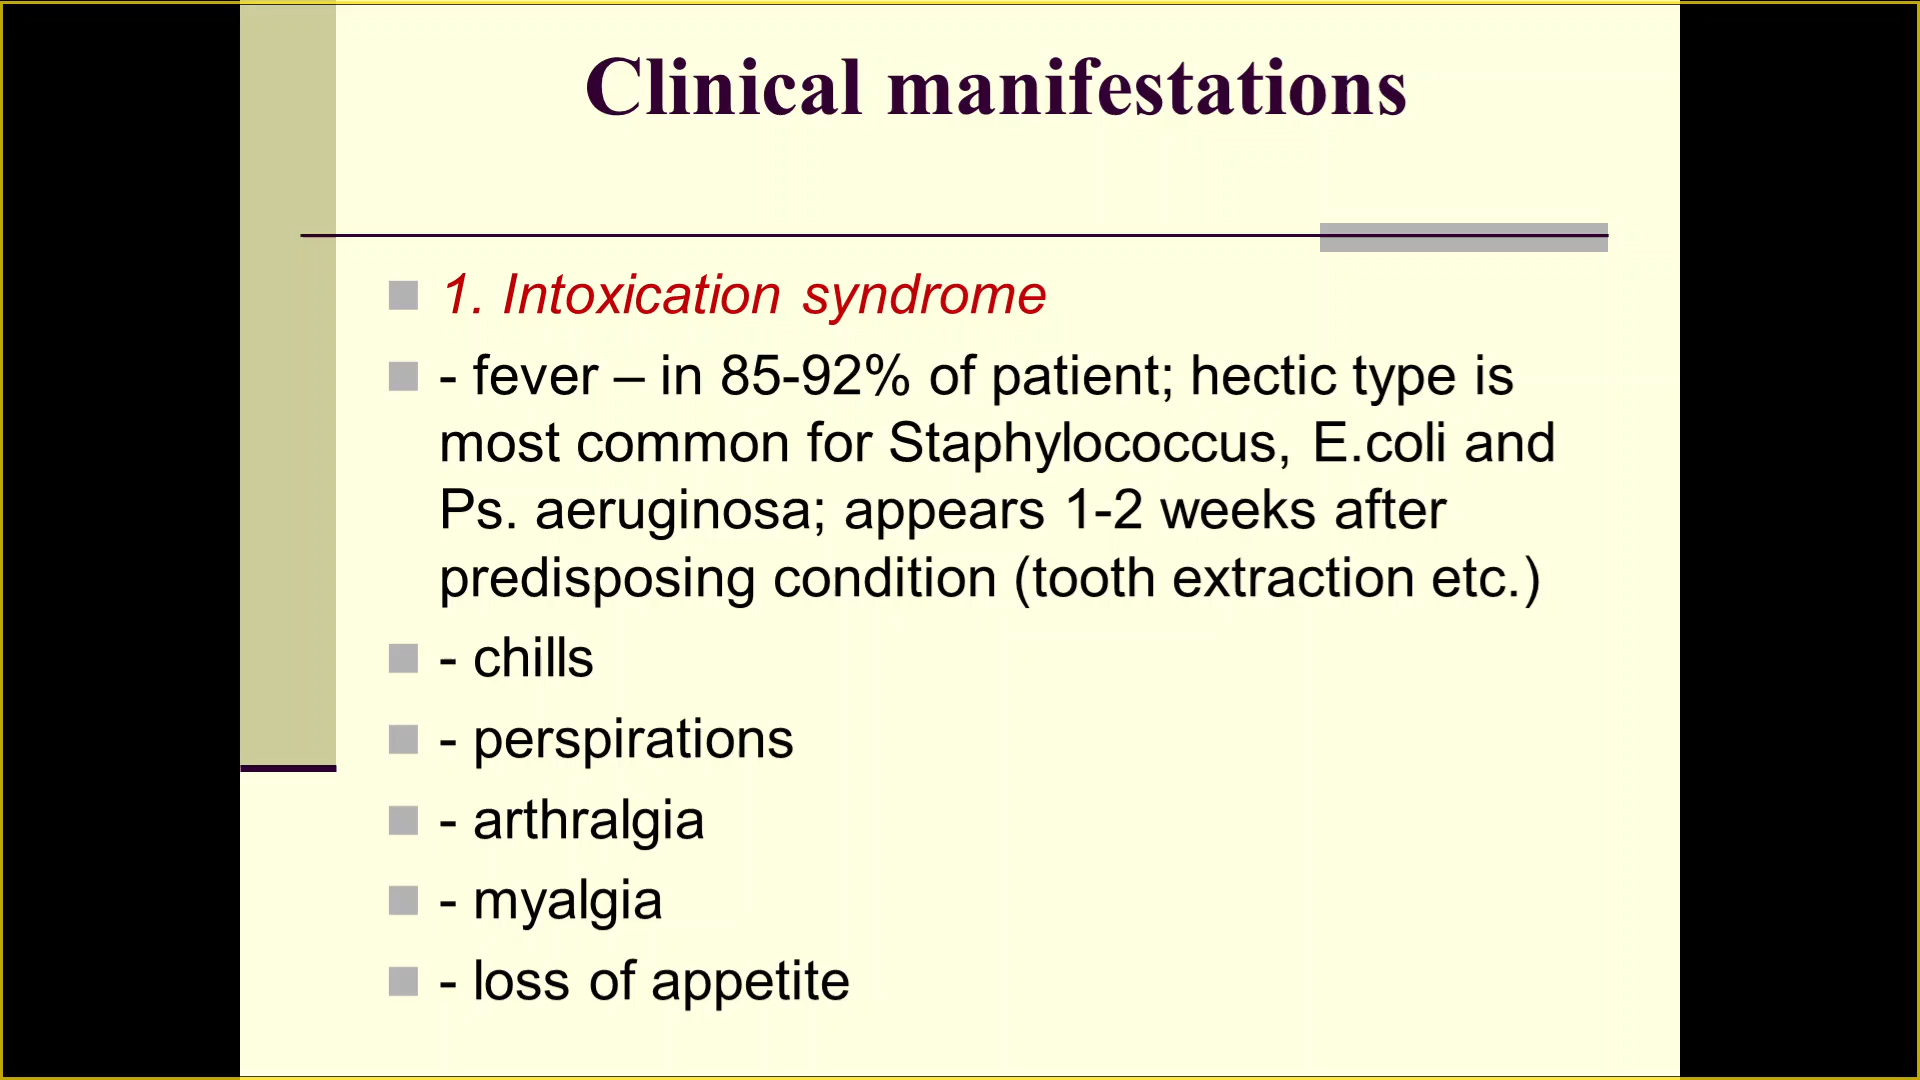 Clinical manifestations
1. Intoxication syndrome
- fever – in 85-92% of patient; hectic type is
most common for Staphylococcus, E.coli and
Ps. aeruginosa; appears 1-2 weeks after
predisposing condition (tooth extraction etc.)
- chills
- perspirations
- arthralgia
- myalgia
- loss of appetite